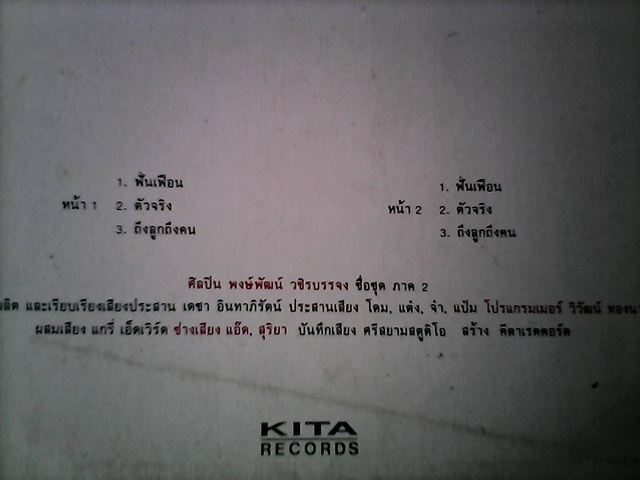 หน้า 1
1. ฟั่นเฟือน
2. ตัวจริง
3. ถึงลูกถึงคน
หน้า 2
1. ฟั่นเฟือน
2. ตัวจริง
3. ถึงลูกถึงคน
ศิลปิน พงษ์พัฒน์ วชิรบรรจง ชื่อชุด ภาค 2
และเรียบเรียงเสียงประสาน เดชา อินทาภิรัต ประสานเสียง โดม, แต๋ง, จำ, แป้ม โปรแกรมเมอร์ วิวัฒน์
ผสมเสียง แกรี่ เอ็ดเวิร์ด ช่างเสียง แอ๊ด, สุริยา บันทึกเสียง ศรีสยามสตูดิโอ สร้าง คีตาเรคคอร์ด
KITA
RECORDS